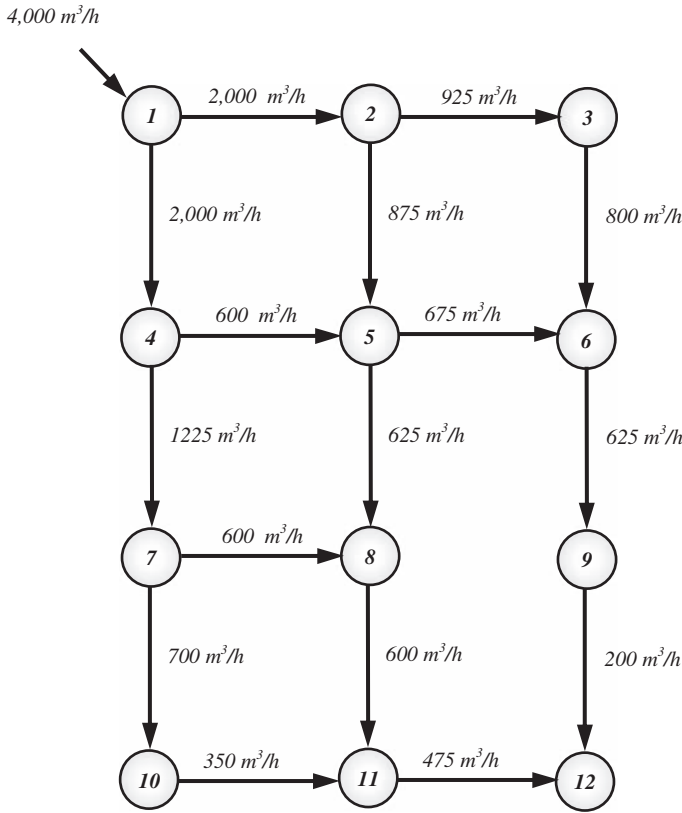 4,000 m³/h
1
2,000 m³/h
2
925 m³/h
3
2,000 m³/h
875 m³/h
800 m³/h
4
600 m³/h
5
675 m³/h
6
1225 m³/h
625 m³/h
625 m³/h
7
600 m³/h
8
9
700 m³/h
600 m³/h
200 m³/h
10
350 m³/h
11
475 m³/h
12